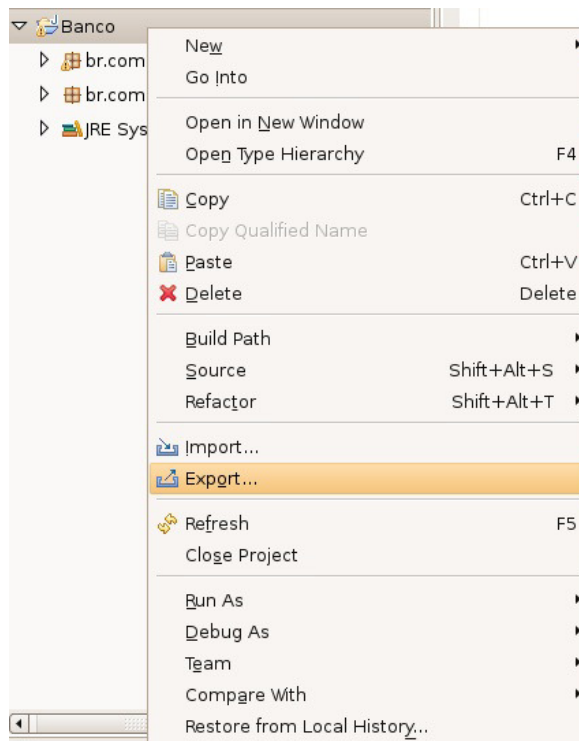 Banco
br.com
br.com
JRE Sys
New
Go Into
Open in New Window
Open Type Hierarchy F4
Copy Ctrl+C
Copy Qualified Name
Paste Ctrl+V
Delete Delete
Build Path
Source Shift+Alt+S
Refactor Shift+Alt+T
Import...
Export...
Refresh F5
Close Project
Run As
Debug As
Team
Compare With
Restore from Local History...